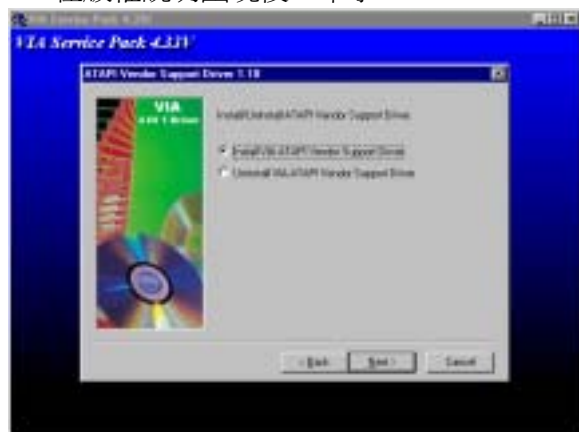 VIA Service Pack 4.33V
ATAPI Vendor Support Driver 1.10
VIA
Install/Uninstall ATAPI Vendor Support Driver
Install VIA ATAPI Vendor Support Driver
Uninstall VIA ATAPI Vendor Support Driver
< Back
Next >
Cancel